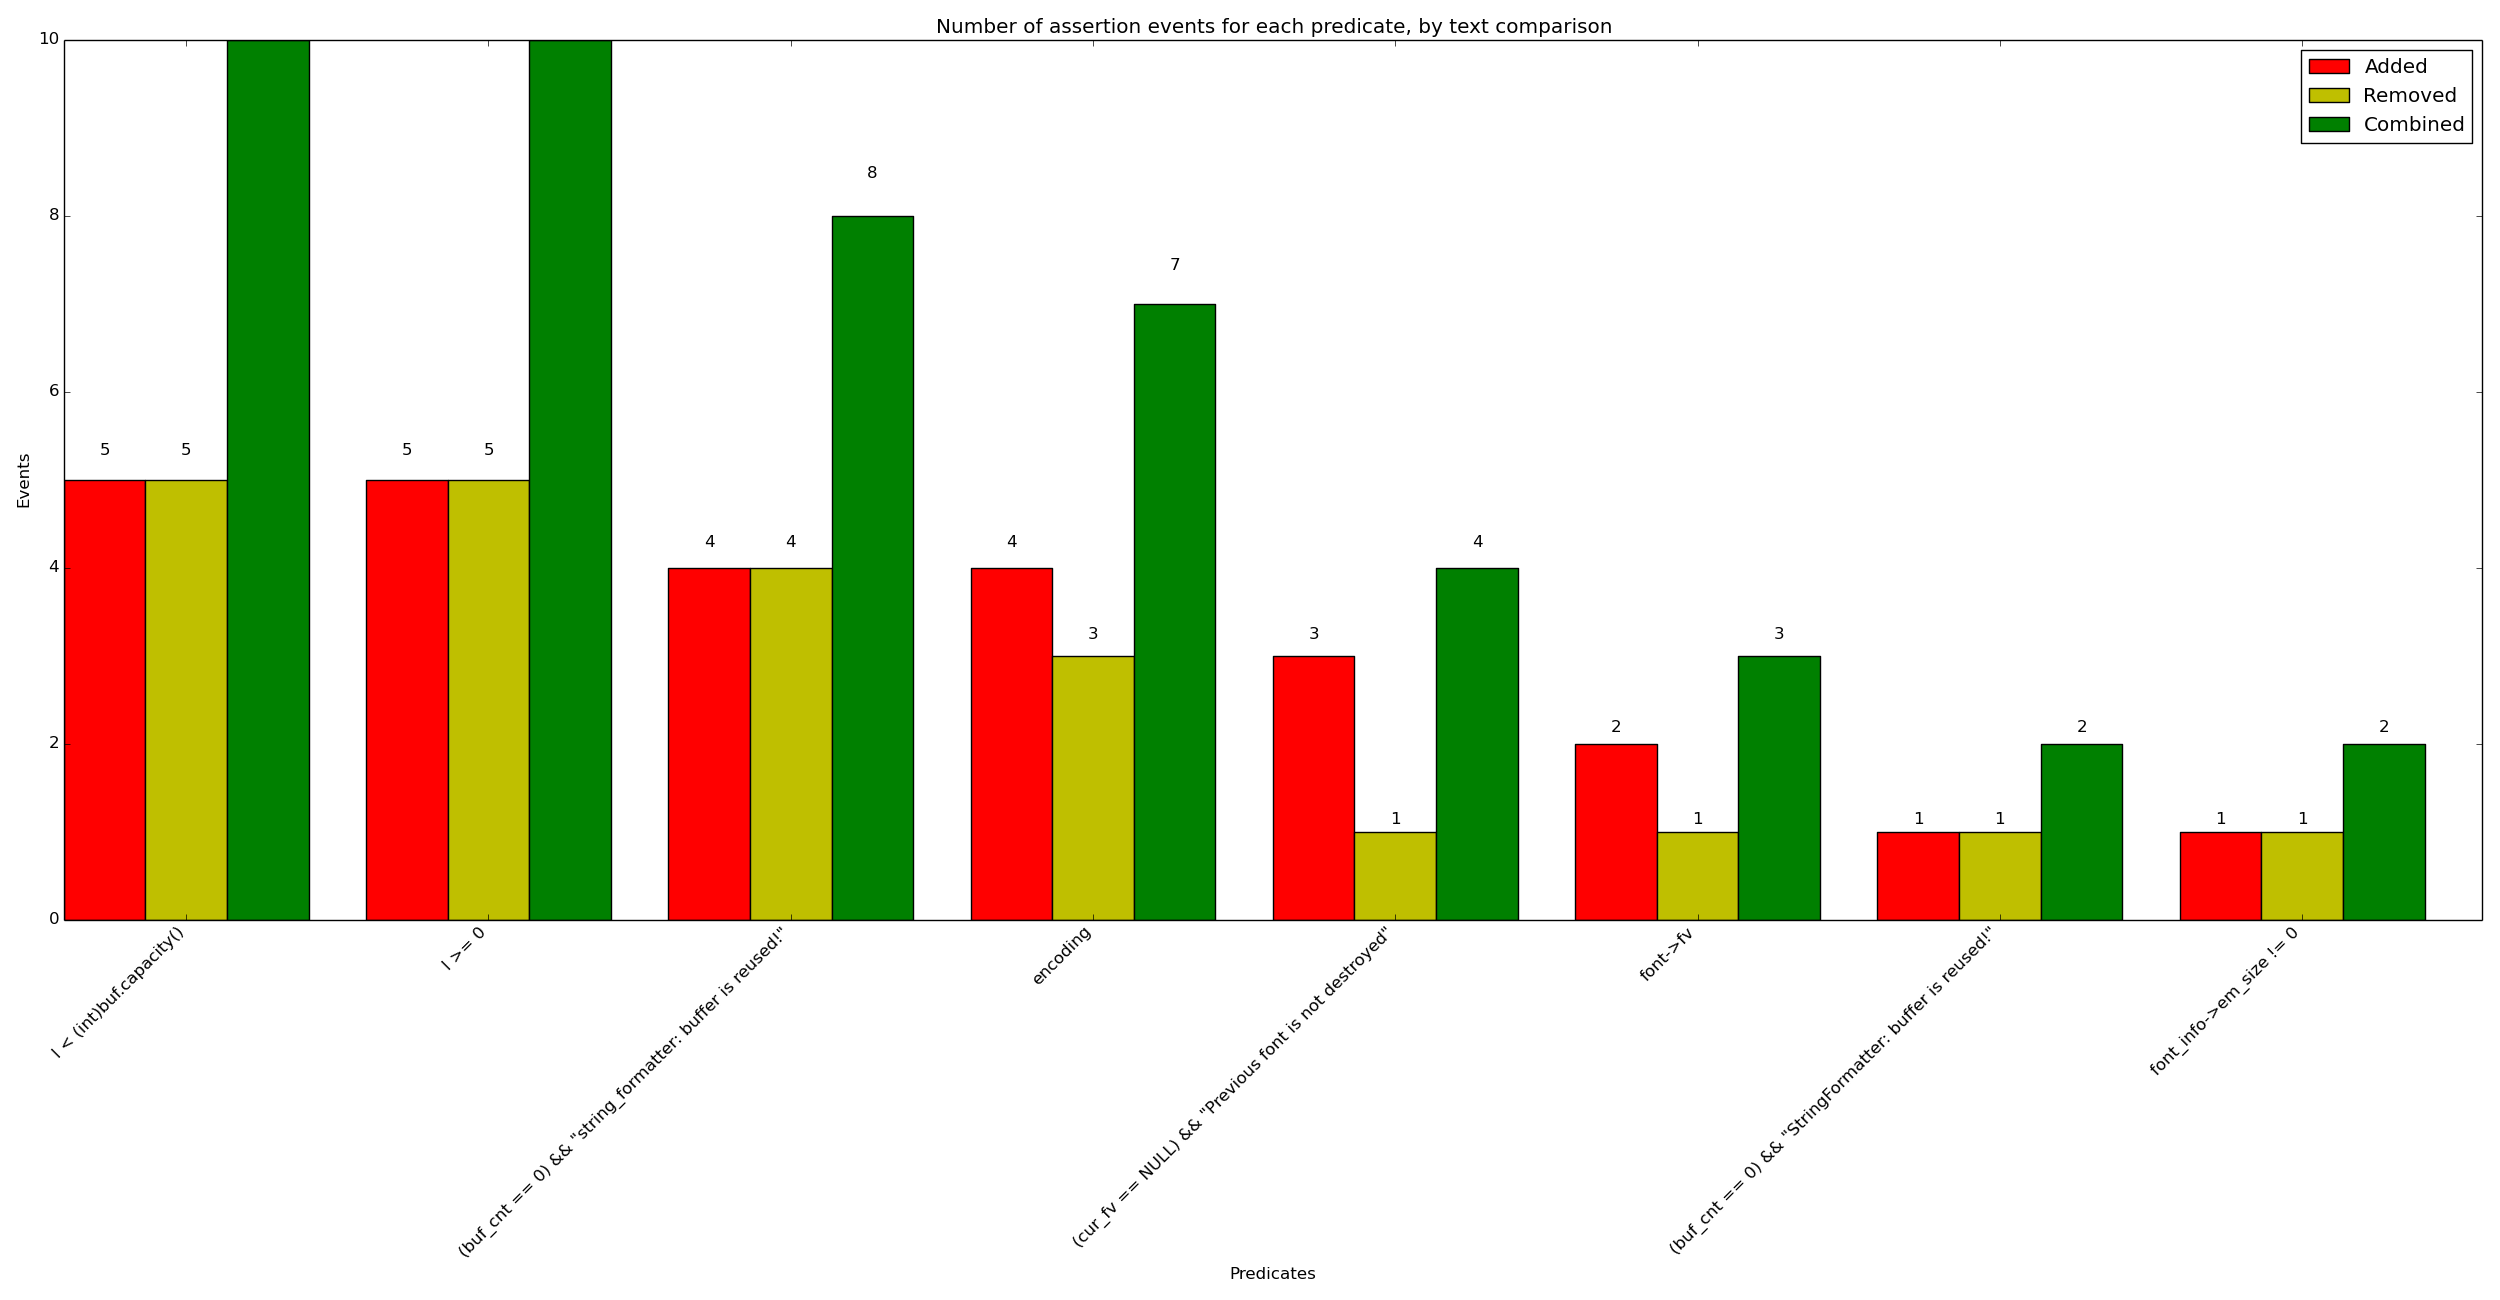 Number of assertion events for each predicate, by text comparison
Added
Removed
Combined
10
8
6
4
2
0
Events
5
5
5
5
4
4
8
4
3
7
3
1
4
2
1
3
1
1
2
1
1
2
l < (int)buf.capacity()
l >= 0
(buf_cnt == 0) && "string_formatter: buffer is reused!"
encoding
(cur_fv == NULL) && "Previous font is not destroyed"
font->fv
(buf_cnt == 0) && "StringFormatter: buffer is reused!"
font_info->em_size != 0
Predicates